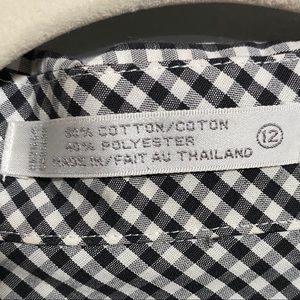 60% COTTON/COTON
40% POLYESTER
MADE IN/FAIT AU THAILAND
12